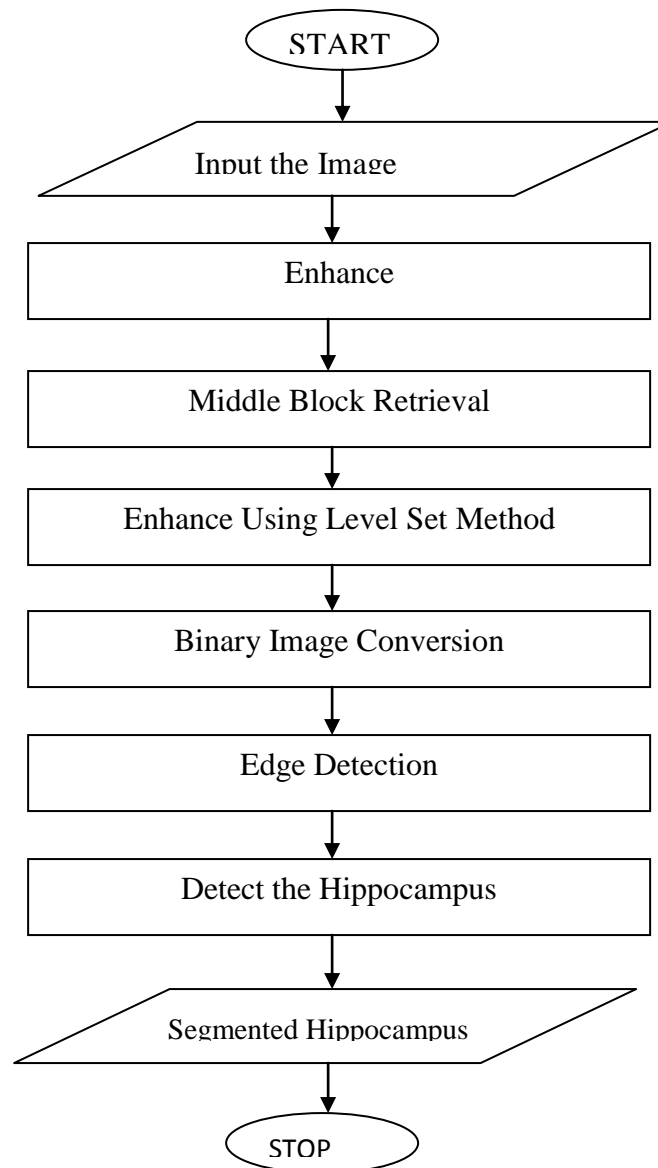 START
Input the Image
Enhance
Middle Block Retrieval
Enhance Using Level Set Method
Binary Image Conversion
Edge Detection
Detect the Hippocampus
Segmented Hippocampus
STOP